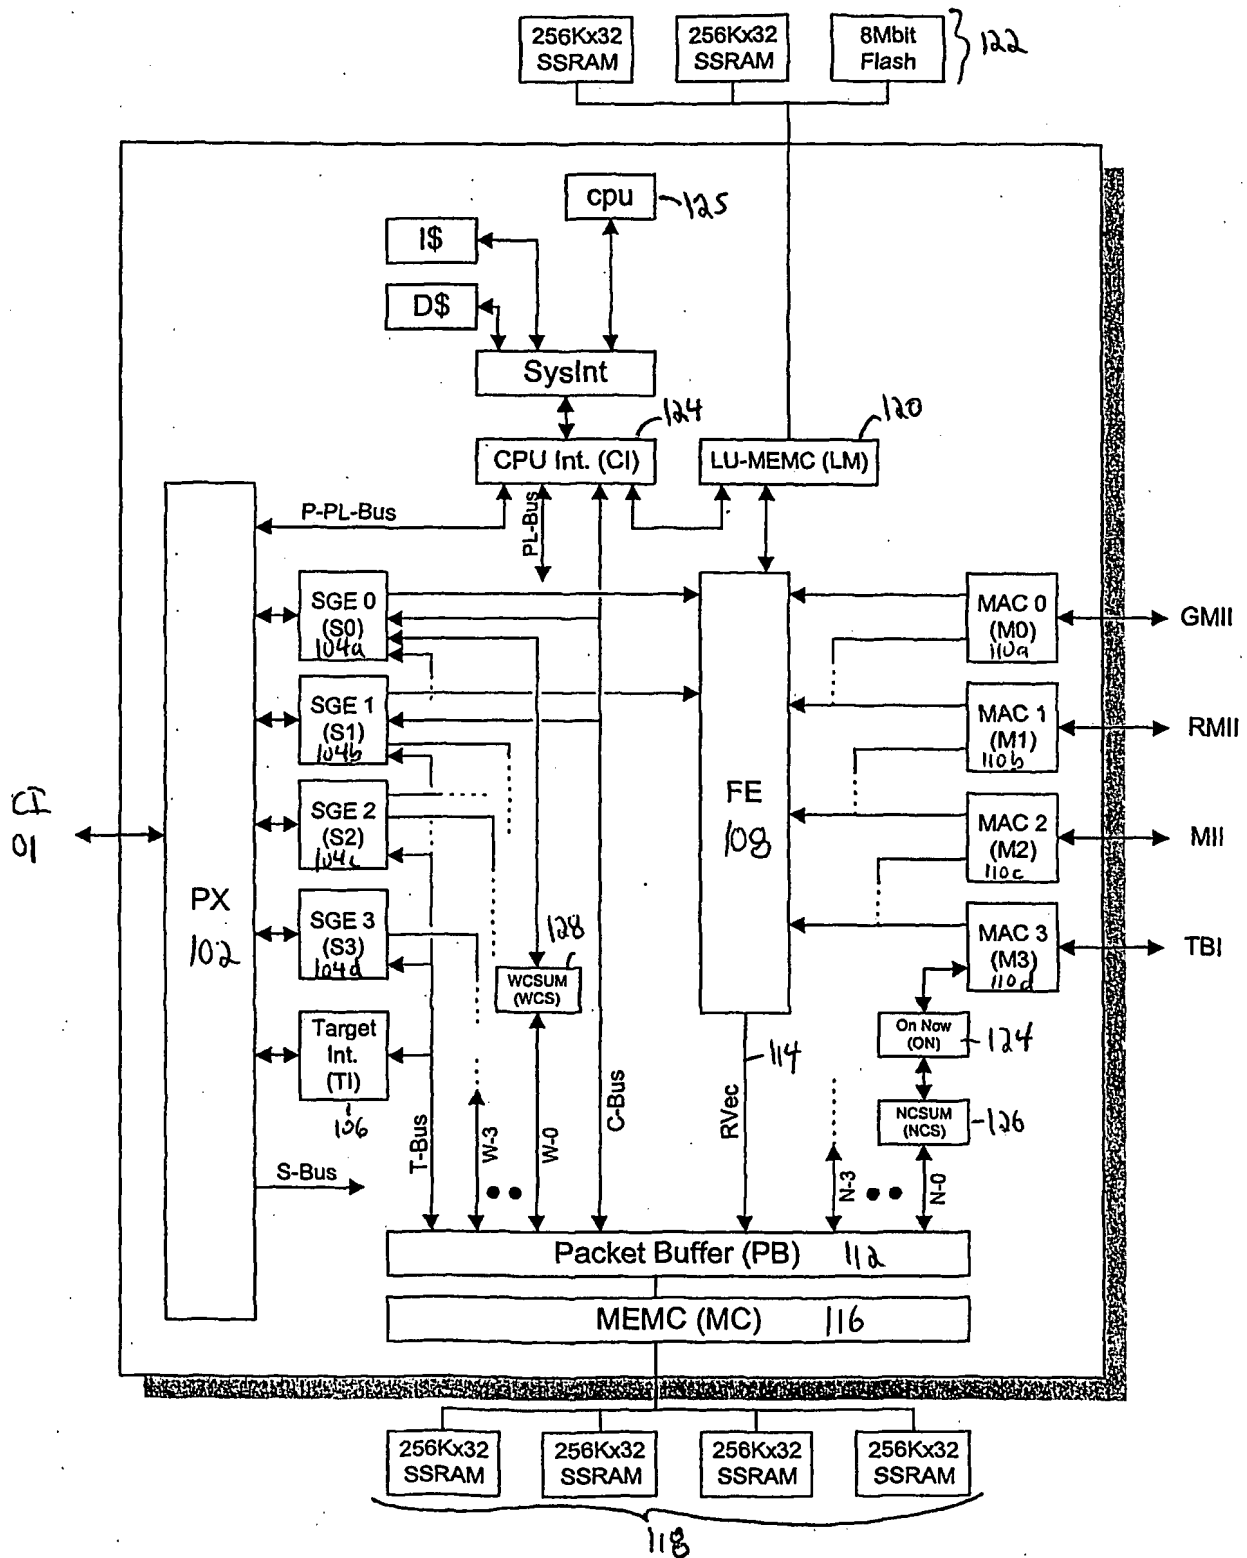 256Kx32
SSRAM
256Kx32
SSRAM
8Mbit
Flash
122
cpu
125
I$
D$
SysInt
124
120
CPU Int. (CI)
LU-MEMC (LM)
P-PL-Bus
PL-Bus
SGE 0
(S0)
104a
MAC 0
(M0)
110a
GMII
SGE 1
(S1)
104b
MAC 1
(M1)
110b
RMII
CI
01
SGE 2
(S2)
104c
FE
108
MAC 2
(M2)
110c
MII
PX
102
SGE 3
(S3)
104d
128
WCSUM
(WCS)
MAC 3
(M3)
110d
TBI
Target
Int.
(TI)
106
On Now
(ON)
124
114
NCSUM
(NCS)
126
T-Bus
W-3
W-0
C-Bus
RVec
N-3
N-0
S-Bus
Packet Buffer (PB) 112
MEMC (MC) 116
256Kx32
SSRAM
256Kx32
SSRAM
256Kx32
SSRAM
256Kx32
SSRAM
118